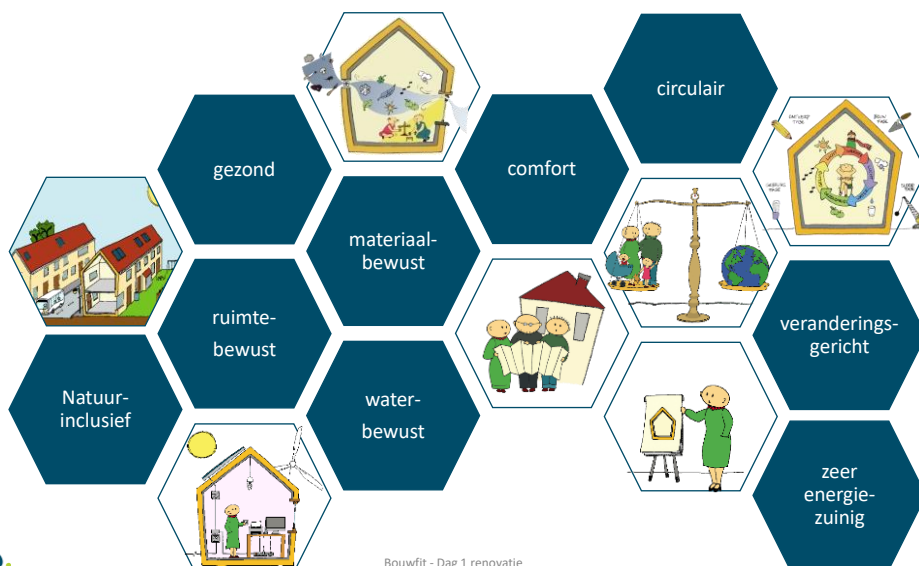 circulair
gezond
comfort
materiaal-
bewust
ruimte-
bewust
veranderings-
gericht
Natuur-
inclusief
water-
bewust
zeer
energie-
zuinig
Bouwfit - Dag 1 renovatie